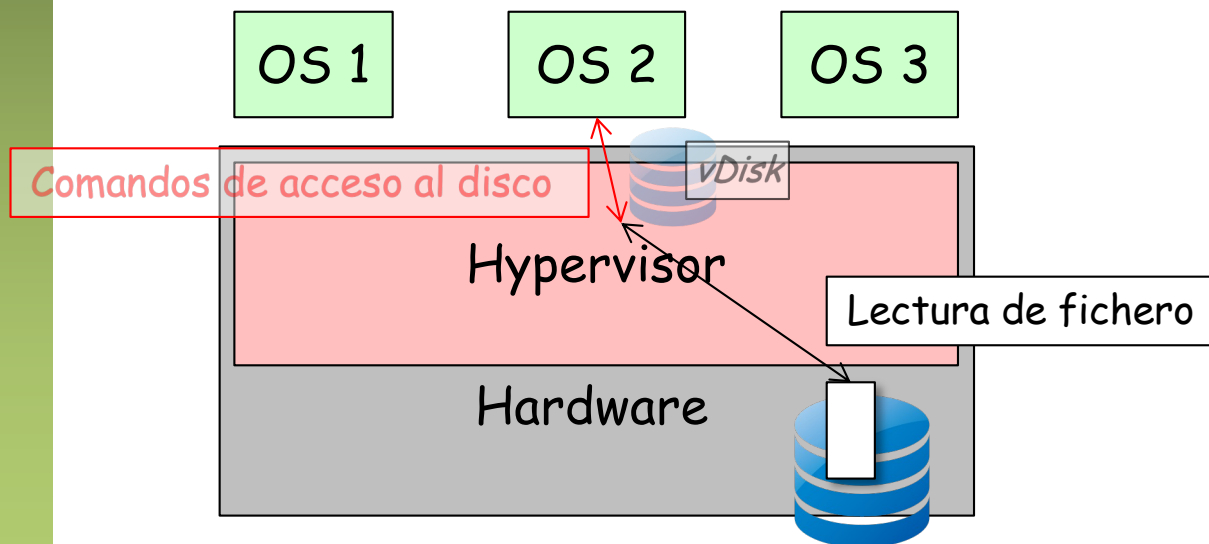 OS 1
OS 2
OS 3
Comandos de acceso al disco
vDisk
Hypervisor
Lectura de fichero
Hardware